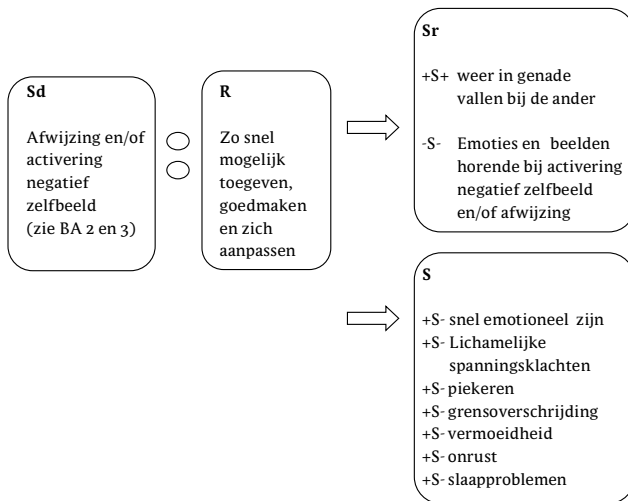 Sd
Afwijzing en/of
activering
negatief
zelfbeeld
(zie BA 2 en 3)
R
Zo snel
mogelijk
toegeven,
goedmaken
en zich
aanpassen
Sr
+S+ weer in genade
vallen bij de ander
-S- Emoties en beelden
horende bij activering
negatief zelfbeeld
en/of afwijzing
S
+S- snel emotioneel zijn
+S- Lichamelijke
spanningsklachten
+S- piekeren
+S- grensoverschrijding
+S- vermoeidheid
+S- onrust
+S- slaapproblemen